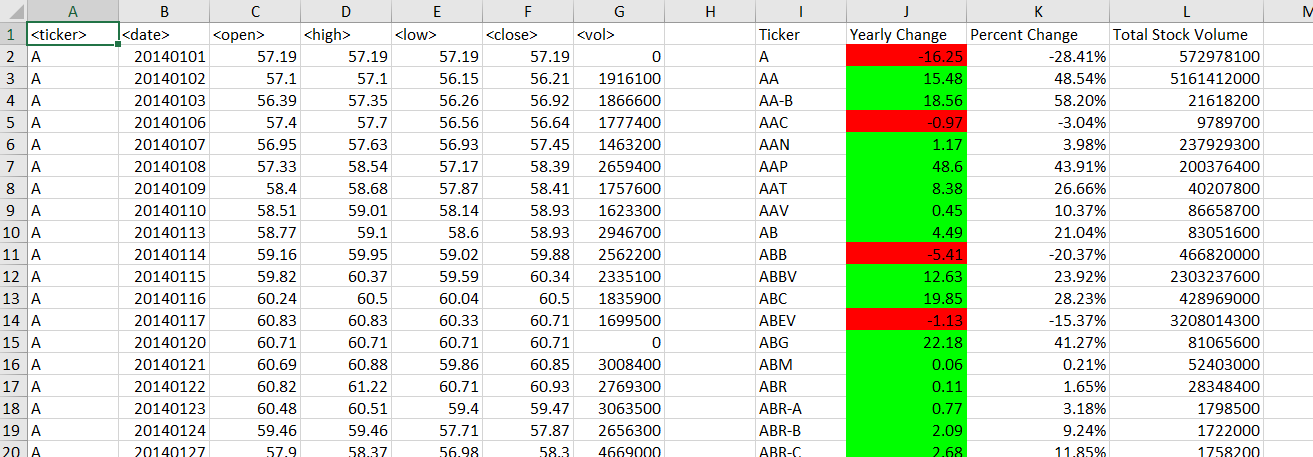 A B C D E F G H I J K L M
1 <ticker> <date> <open> <high> <low> <close> <vol> Ticker Yearly Change Percent Change Total Stock Volume
2 A 20140101 57.19 57.19 57.19 57.19 0 A -16.25 -28.41% 572978100
3 A 20140102 57.1 57.1 56.15 56.21 1916100 AA 15.48 48.54% 5161412000
4 A 20140103 56.39 57.35 56.26 56.92 1866600 AA-B 18.56 58.20% 21618200
5 A 20140106 57.4 57.7 56.56 56.64 1777400 AAC -0.97 -3.04% 9789700
6 A 20140107 56.95 57.63 56.93 57.45 1463200 AAN 1.17 3.98% 237929300
7 A 20140108 57.33 58.54 57.17 58.39 2659400 AAP 48.6 43.91% 200376400
8 A 20140109 58.4 58.68 57.87 58.41 1757600 AAT 8.38 26.66% 40207800
9 A 20140110 58.51 59.01 58.14 58.93 1623300 AAV 0.45 10.37% 86658700
10 A 20140113 58.77 59.1 58.6 58.93 2946700 AB 4.49 21.04% 83051600
11 A 20140114 59.16 59.95 59.02 59.88 2562200 ABB -5.41 -20.37% 466820000
12 A 20140115 59.82 60.37 59.59 60.34 2335100 ABBV 12.63 23.92% 2303237600
13 A 20140116 60.24 60.5 60.04 60.5 1835900 ABC 19.85 28.23% 428969000
14 A 20140117 60.83 60.83 60.33 60.71 1699500 ABEV -1.13 -15.37% 3208014300
15 A 20140120 60.71 60.71 60.71 60.71 0 ABG 22.18 41.27% 81065600
16 A 20140121 60.69 60.88 59.86 60.85 3008400 ABM 0.06 0.21% 52403000
17 A 20140122 60.82 61.22 60.71 60.93 2769300 ABR 0.11 1.65% 28348400
18 A 20140123 60.48 60.51 59.4 59.47 3063500 ABR-A 0.77 3.18% 1798500
19 A 20140124 59.46 59.46 57.71 57.87 2656300 ABR-B 2.09 9.24% 1722000
20 A 20140127 57.9 58.37 56.98 58.3 4669000 ABR-C 2.68 11.85% 1758200